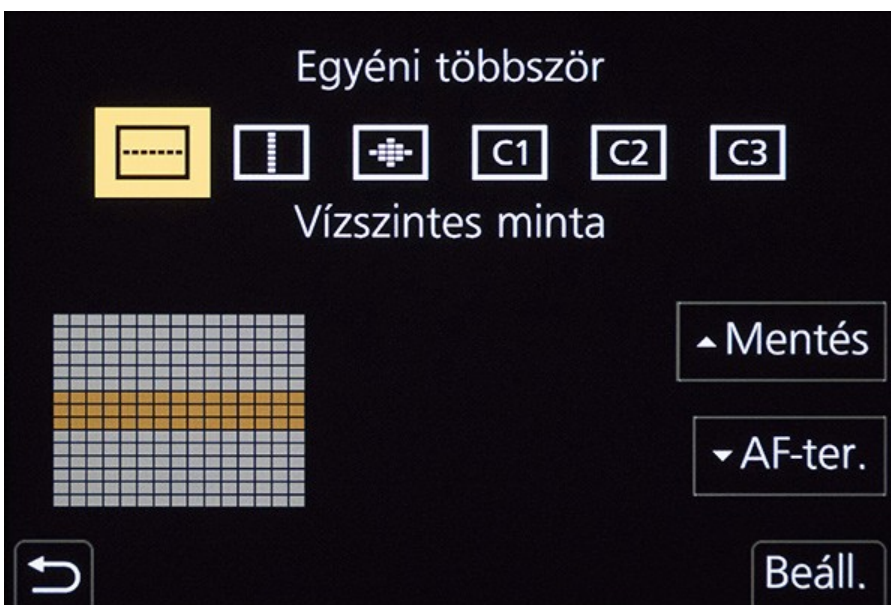 Egyéni többször
C1 C2 C3
Vízszintes minta
Mentés
AF-ter.
Beáll.